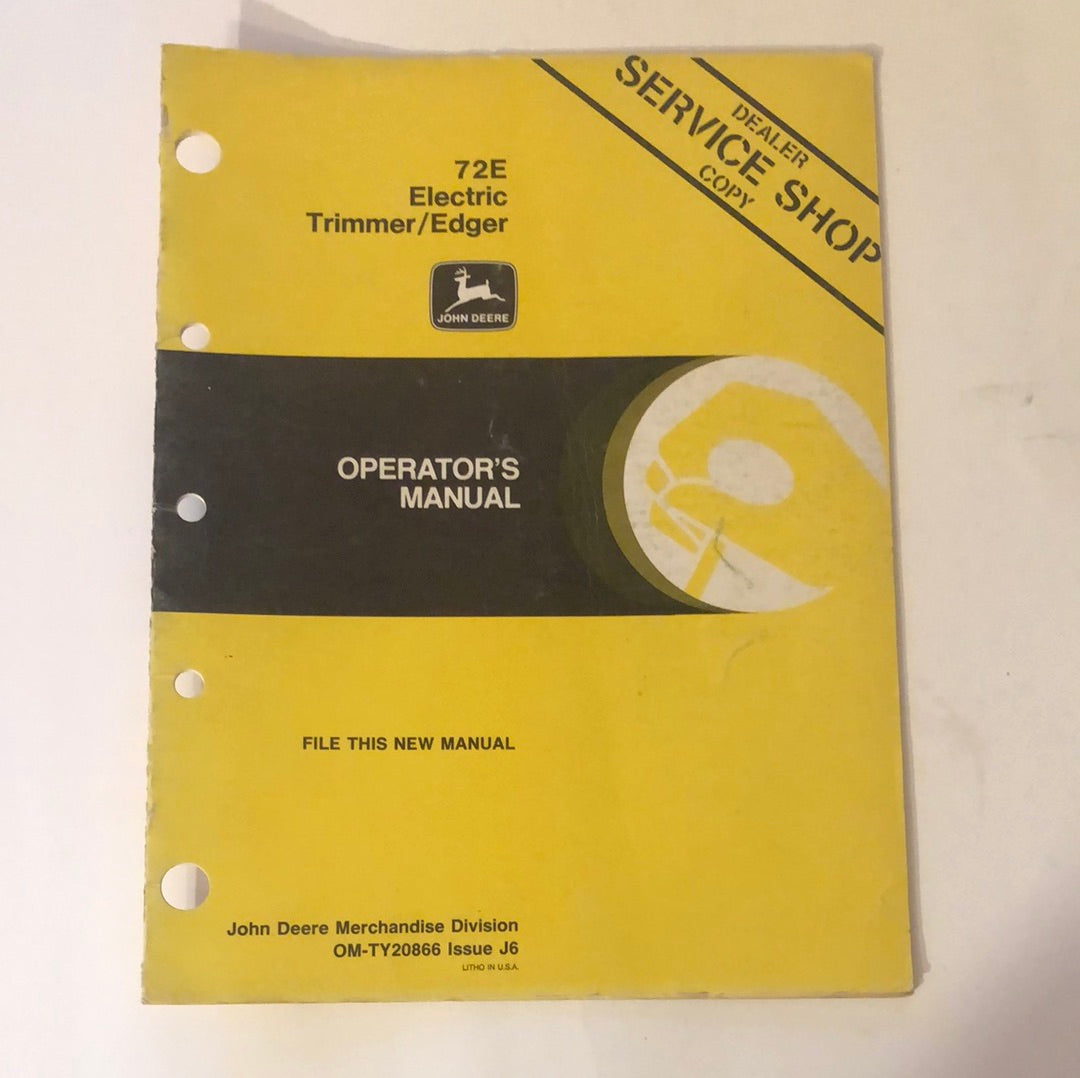 DEALER
SERVICE SHOP
COPY
72E
Electric
Trimmer/Edger
JOHN DEERE
OPERATOR'S
MANUAL
FILE THIS NEW MANUAL
John Deere Merchandise Division
OM-TY20866 Issue J6
LITHO IN U.S.A.